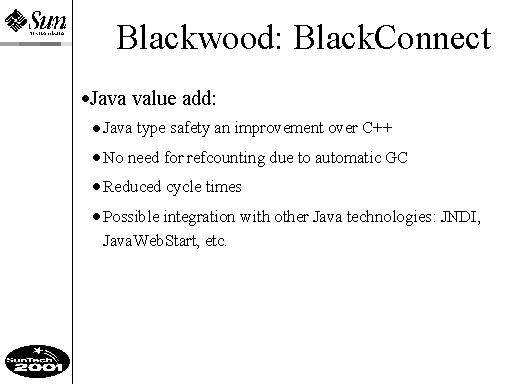 Sun
Blackwood: BlackConnect
•Java value add:
•Java type safety an improvement over C++
•No need for refcounting due to automatic GC
•Reduced cycle times
•Possible integration with other Java technologies: JNDI,
JavaWebStart, etc.
SunTech
2001